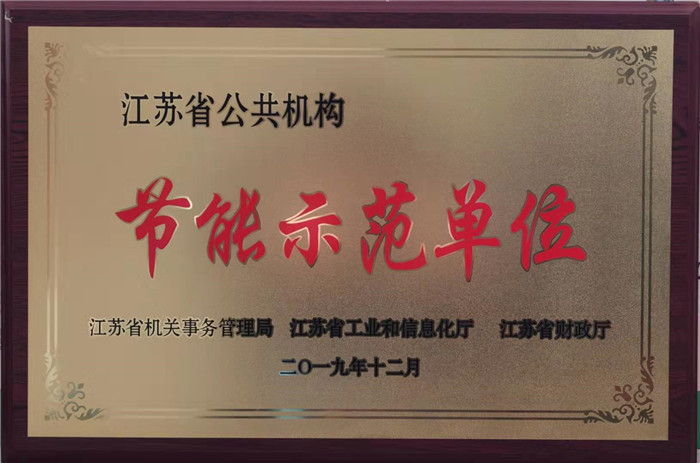 江苏省公共机构
节能示范单位
江苏省机关事务管理局 江苏省工业和信息化厅 江苏省财政厅
二〇一九年十二月